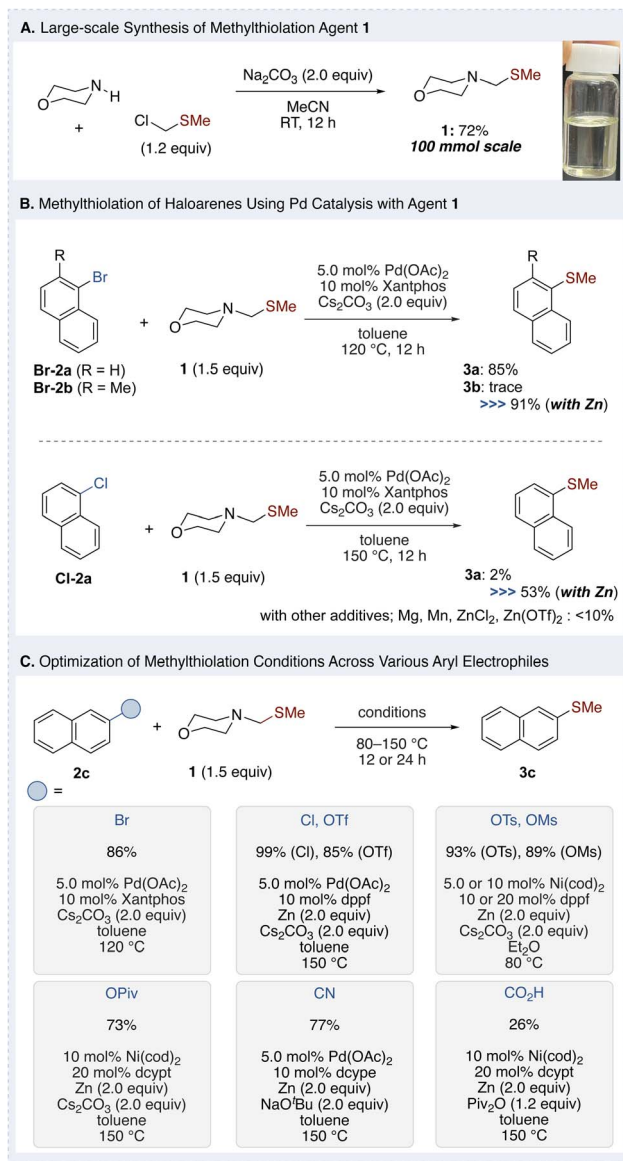 A. Large-scale Synthesis of Methylthiolation Agent 1
O
N
H
+
Cl
SMe
(1.2 equiv)
Na₂CO₃ (2.0 equiv)
MeCN
RT, 12 h
O
N
SMe
1: 72%
100 mmol scale
B. Methylthiolation of Haloarenes Using Pd Catalysis with Agent 1
R
Br
Br-2a (R = H)
Br-2b (R = Me)
+
O
N
SMe
1 (1.5 equiv)
5.0 mol% Pd(OAc)₂
10 mol% Xantphos
Cs₂CO₃ (2.0 equiv)
toluene
120 °C, 12 h
R
SMe
3a: 85%
3b: trace
>>> 91% (with Zn)
Cl
Cl-2a
+
O
N
SMe
1 (1.5 equiv)
5.0 mol% Pd(OAc)₂
10 mol% Xantphos
Cs₂CO₃ (2.0 equiv)
toluene
150 °C, 12 h
SMe
3a: 2%
>>> 53% (with Zn)
with other additives; Mg, Mn, ZnCl₂, Zn(OTf)₂ : <10%
C. Optimization of Methylthiolation Conditions Across Various Aryl Electrophiles
2c
+
O
N
SMe
1 (1.5 equiv)
conditions
80–150 °C
12 or 24 h
SMe
3c
=
Br
86%
5.0 mol% Pd(OAc)₂
10 mol% Xantphos
Cs₂CO₃ (2.0 equiv)
toluene
120 °C
Cl, OTf
99% (Cl), 85% (OTf)
5.0 mol% Pd(OAc)₂
10 mol% dppf
Zn (2.0 equiv)
Cs₂CO₃ (2.0 equiv)
toluene
150 °C
OTs, OMs
93% (OTs), 89% (OMs)
5.0 or 10 mol% Ni(cod)₂
10 or 20 mol% dppf
Zn (2.0 equiv)
Cs₂CO₃ (2.0 equiv)
Et₂O
80 °C
OPiv
73%
10 mol% Ni(cod)₂
20 mol% dcypt
Zn (2.0 equiv)
Cs₂CO₃ (2.0 equiv)
toluene
150 °C
CN
77%
5.0 mol% Pd(OAc)₂
10 mol% dcype
Zn (2.0 equiv)
NaOᵗBu (2.0 equiv)
toluene
150 °C
CO₂H
26%
10 mol% Ni(cod)₂
20 mol% dcypt
Zn (2.0 equiv)
Piv₂O (1.2 equiv)
toluene
150 °C